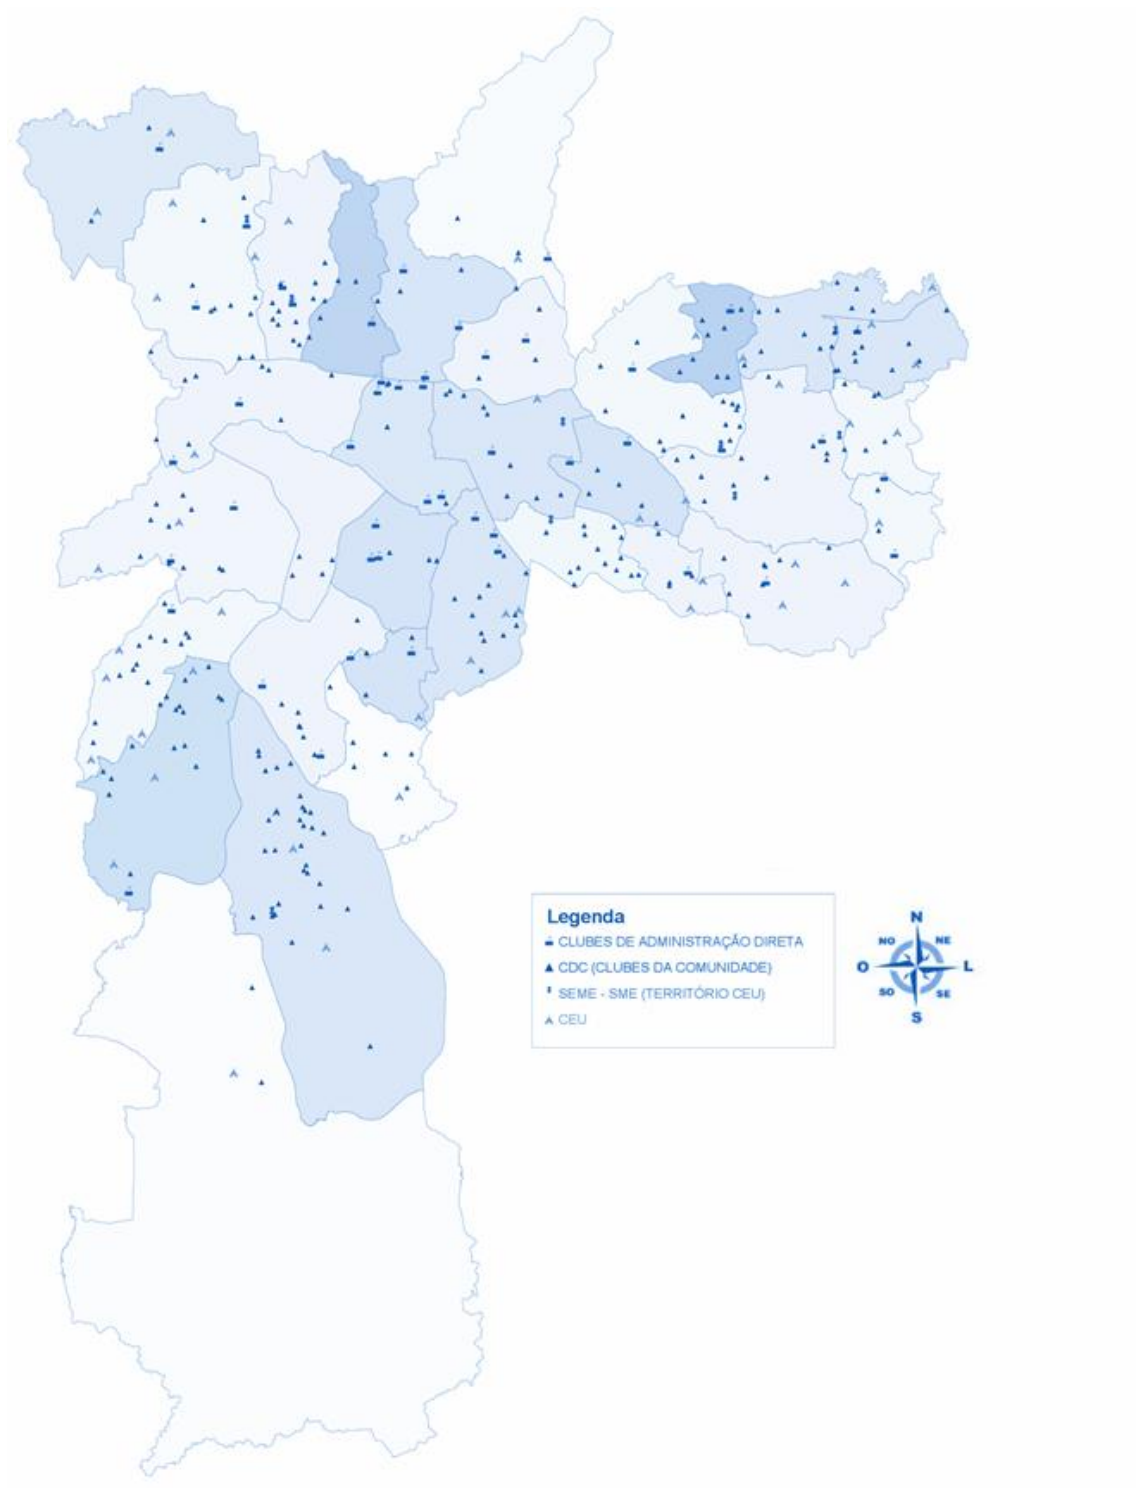 Legenda
CLUBES DE ADMINISTRAÇÃO DIRETA
CDC (CLUBES DA COMUNIDADE)
SEME - SME (TERRITÓRIO CEU)
CEU
N
NO NE
O L
SO SE
S